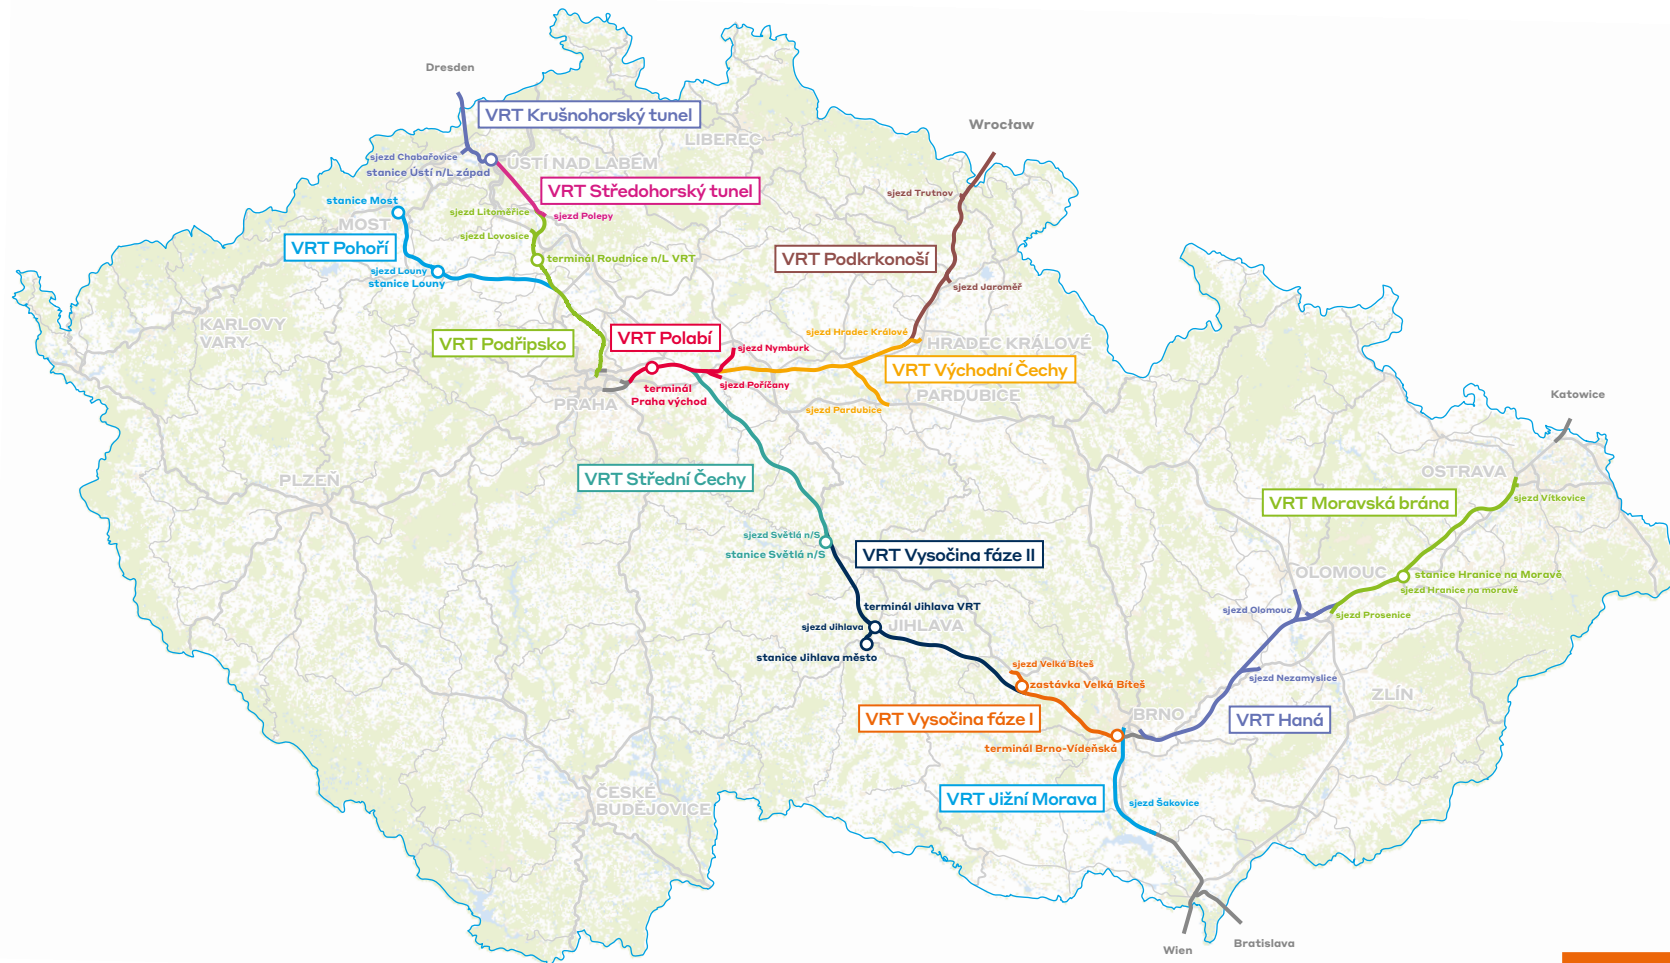 Dresden
VRT Krušnohorský tunel
Wrocław
LIBEREC
sjezd Chabařovice
ÚSTÍ NAD LABEM
stanice Ústí n/L západ
VRT Středohorský tunel
sjezd Trutnov
stanice Most
sjezd Litoměřice
sjezd Polepy
MOST
sjezd Lovosice
VRT Pohoří
VRT Podkrkonoší
terminál Roudnice n/L VRT
sjezd Louny
stanice Louny
sjezd Jaroměř
KARLOVY
VARY
VRT Podřipsko
VRT Polabí
sjezd Hradec Králové
HRADEC KRÁLOVÉ
sjezd Nymburk
VRT Východní Čechy
sjezd Poříčany
terminál
Praha východ
PRAHA
PARDUBICE
sjezd Pardubice
Katowice
PLZEŇ
VRT Střední Čechy
OSTRAVA
VRT Moravská brána
sjezd Vítkovice
sjezd Světlá n/S
stanice Světlá n/S
VRT Vysočina fáze II
OLOMOUC
stanice Hranice na Moravě
sjezd Hranice na moravě
terminál Jihlava VRT
sjezd Olomouc
sjezd Prosenice
sjezd Jihlava
JIHLAVA
stanice Jihlava město
sjezd Velká Bíteš
zastávka Velká Bíteš
sjezd Nezamyslice
ZLÍN
VRT Vysočina fáze I
BRNO
VRT Haná
terminál Brno-Vídeňská
ČESKÉ
BUDĚJOVICE
VRT Jižní Morava
sjezd Šakovice
Wien
Bratislava